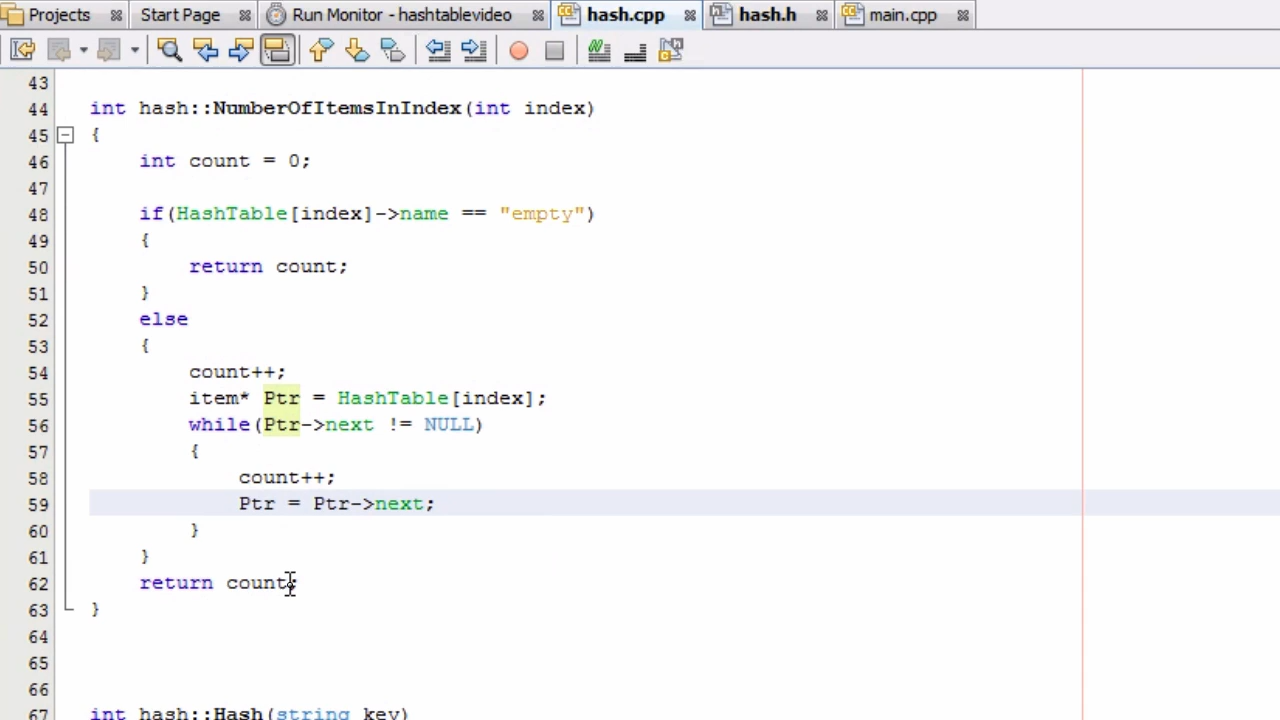 Projects Start Page Run Monitor - hashtablevideo hash.cpp hash.h main.cpp
43
44 int hash::NumberOfItemsInIndex(int index)
45 {
46 int count = 0;
47
48 if(HashTable[index]->name == "empty")
49 {
50 return count;
51 }
52 else
53 {
54 count++;
55 item* Ptr = HashTable[index];
56 while(Ptr->next != NULL)
57 {
58 count++;
59 Ptr = Ptr->next;
60 }
61 }
62 return count;
63 }
64
65
66
67 int hash::Hash(string key)